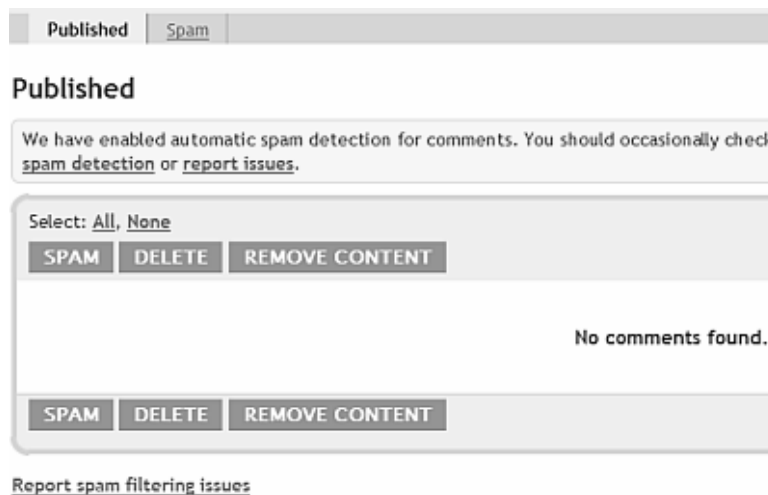 Published Spam
Published
We have enabled automatic spam detection for comments. You should occasionally check
spam detection or report issues.
Select: All, None
SPAM DELETE REMOVE CONTENT
No comments found.
SPAM DELETE REMOVE CONTENT
Report spam filtering issues